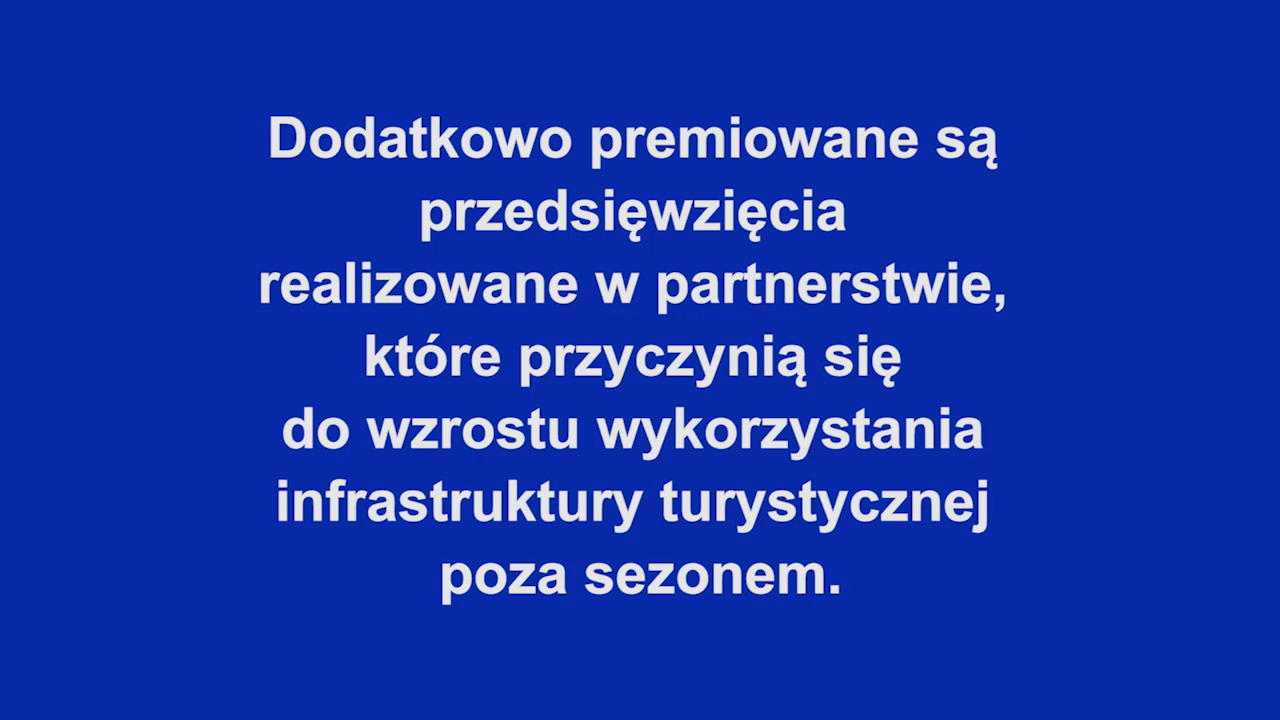 Dodatkowo premiowane są
przedsięwzięcia
realizowane w partnerstwie,
które przyczynią się
do wzrostu wykorzystania
infrastruktury turystycznej
poza sezonem.